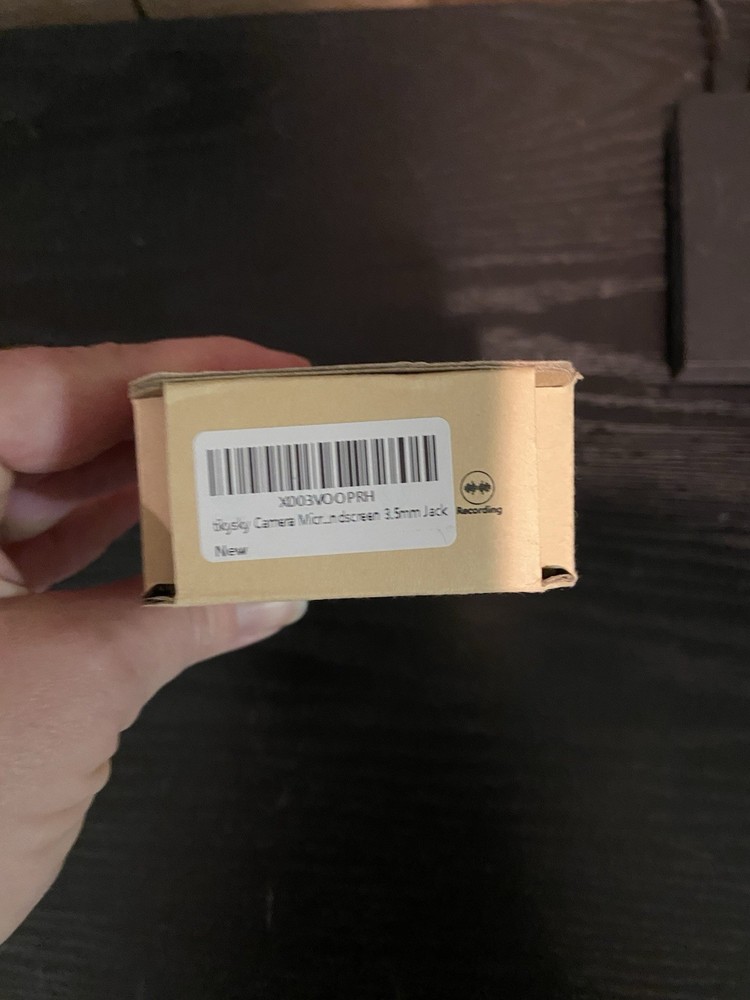 X003VOOPRH
Camera Micr...ndscreen 3.5mm Jack
New
Recording